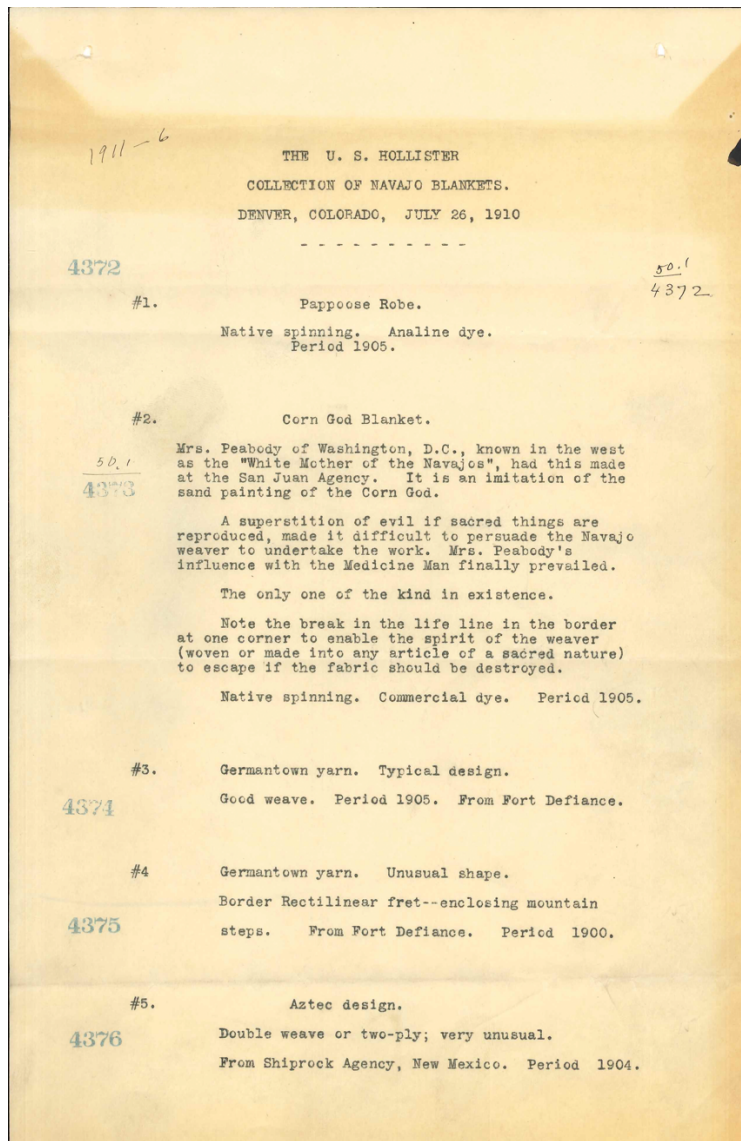 1911-6
THE U. S. HOLLISTER
COLLECTION OF NAVAJO BLANKETS.
DENVER, COLORADO, JULY 26, 1910
- - - - - - - - - -
4372
50.1
4372
#1. Pappoose Robe.
Native spinning. Analine dye.
Period 1905.
#2. Corn God Blanket.
50.1
4373
Mrs. Peabody of Washington, D.C., known in the west
as the "White Mother of the Navajos", had this made
at the San Juan Agency. It is an imitation of the
sand painting of the Corn God.
A superstition of evil if sacred things are
reproduced, made it difficult to persuade the Navajo
weaver to undertake the work. Mrs. Peabody's
influence with the Medicine Man finally prevailed.
The only one of the kind in existence.
Note the break in the life line in the border
at one corner to enable the spirit of the weaver
(woven or made into any article of a sacred nature)
to escape if the fabric should be destroyed.
Native spinning. Commercial dye. Period 1905.
#3. Germantown yarn. Typical design.
4374
Good weave. Period 1905. From Fort Defiance.
#4 Germantown yarn. Unusual shape.
Border Rectilinear fret--enclosing mountain
4375
steps. From Fort Defiance. Period 1900.
#5. Aztec design.
4376
Double weave or two-ply; very unusual.
From Shiprock Agency, New Mexico. Period 1904.